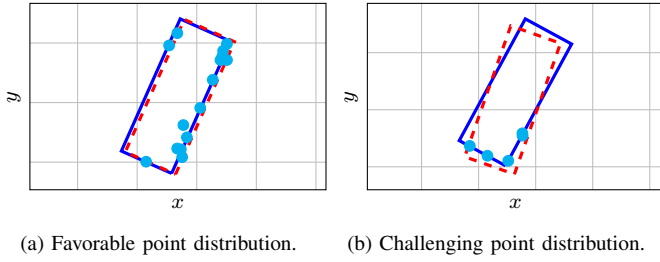 y
x
y
x
(a) Favorable point distribution.
(b) Challenging point distribution.